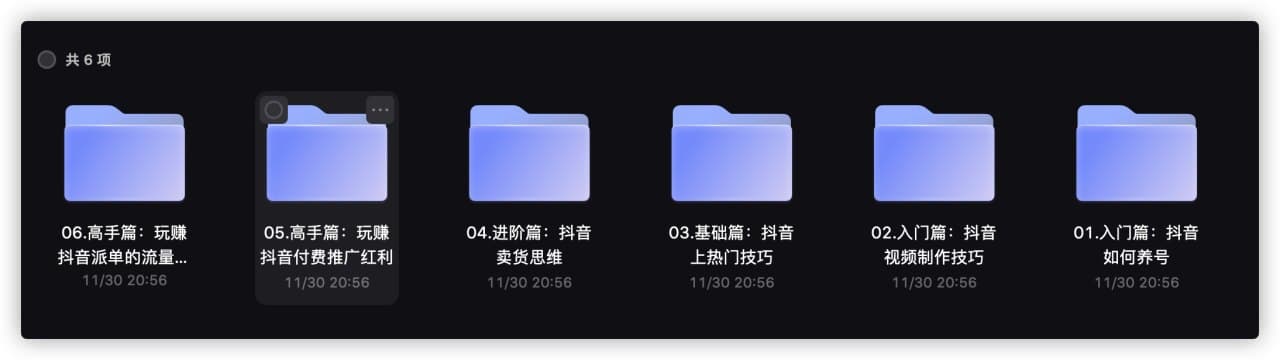 共 6 项
06.高手篇：玩赚
抖音派单的流量...
11/30 20:56
05.高手篇：玩赚
抖音付费推广红利
11/30 20:56
04.进阶篇：抖音
卖货思维
11/30 20:56
03.基础篇：抖音
上热门技巧
11/30 20:56
02.入门篇：抖音
视频制作技巧
11/30 20:56
01.入门篇：抖音
如何养号
11/30 20:56